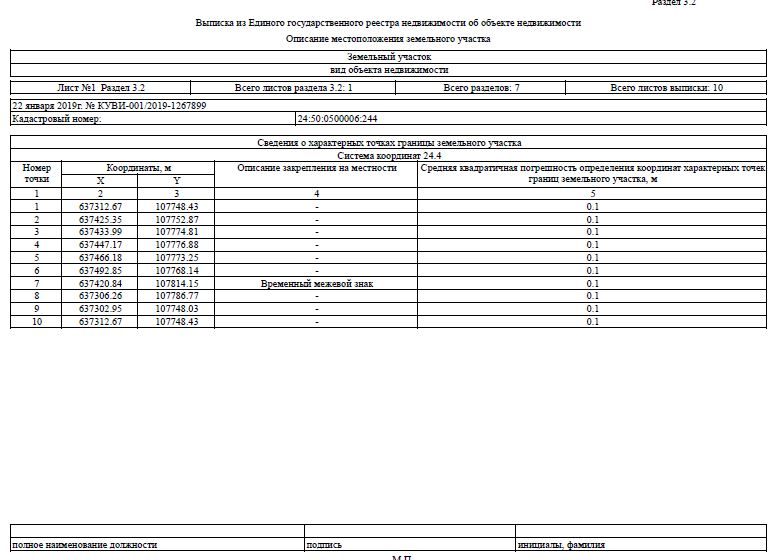 Раздел 3.2
Выписка из Единого государственного реестра недвижимости об объекте недвижимости
Описание местоположения земельного участка
Земельный участок
вид объекта недвижимости
Лист №1 Раздел 3.2 Всего листов раздела 3.2: 1 Всего разделов: 7 Всего листов выписки: 10
22 января 2019г. № КУВИ-001/2019-1267899
Кадастровый номер: 24:50:0500006:244
Сведения о характерных точках границы земельного участка
Система координат 24.4
Номер точки Координаты, м Описание закрепления на местности Средняя квадратичная погрешность определения координат характерных точек границ земельного участка, м
X Y
1 2 3 4 5
1 637312.67 107748.43 - 0.1
2 637425.35 107752.87 - 0.1
3 637433.99 107774.81 - 0.1
4 637447.17 107776.88 - 0.1
5 637466.18 107773.25 - 0.1
6 637492.85 107768.14 - 0.1
7 637420.84 107814.15 Временный межевой знак 0.1
8 637306.26 107786.77 - 0.1
9 637302.95 107748.03 - 0.1
10 637312.67 107748.43 - 0.1
полное наименование должности подпись инициалы, фамилия
М.П.